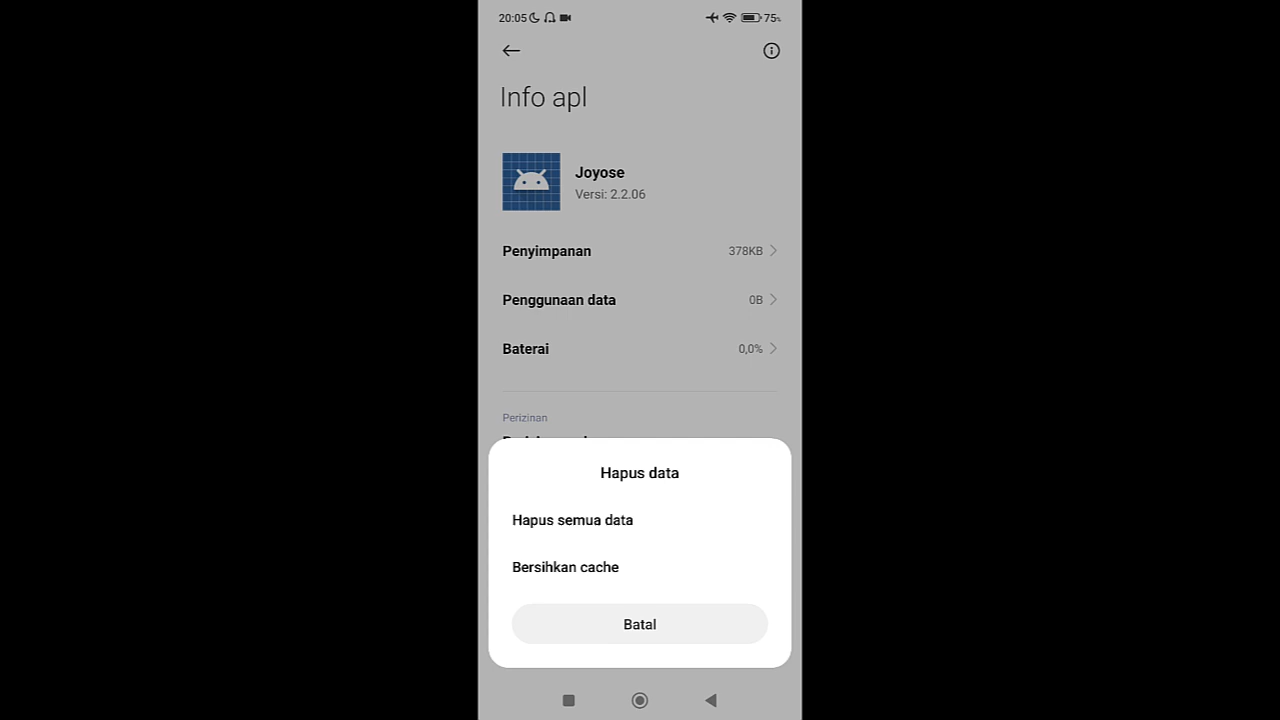 20:05
75%
Info apl
Joyose
Versi: 2.2.06
Penyimpanan 378KB
Penggunaan data 0B
Baterai 0,0%
Perizinan
Hapus data
Hapus semua data
Bersihkan cache
Batal